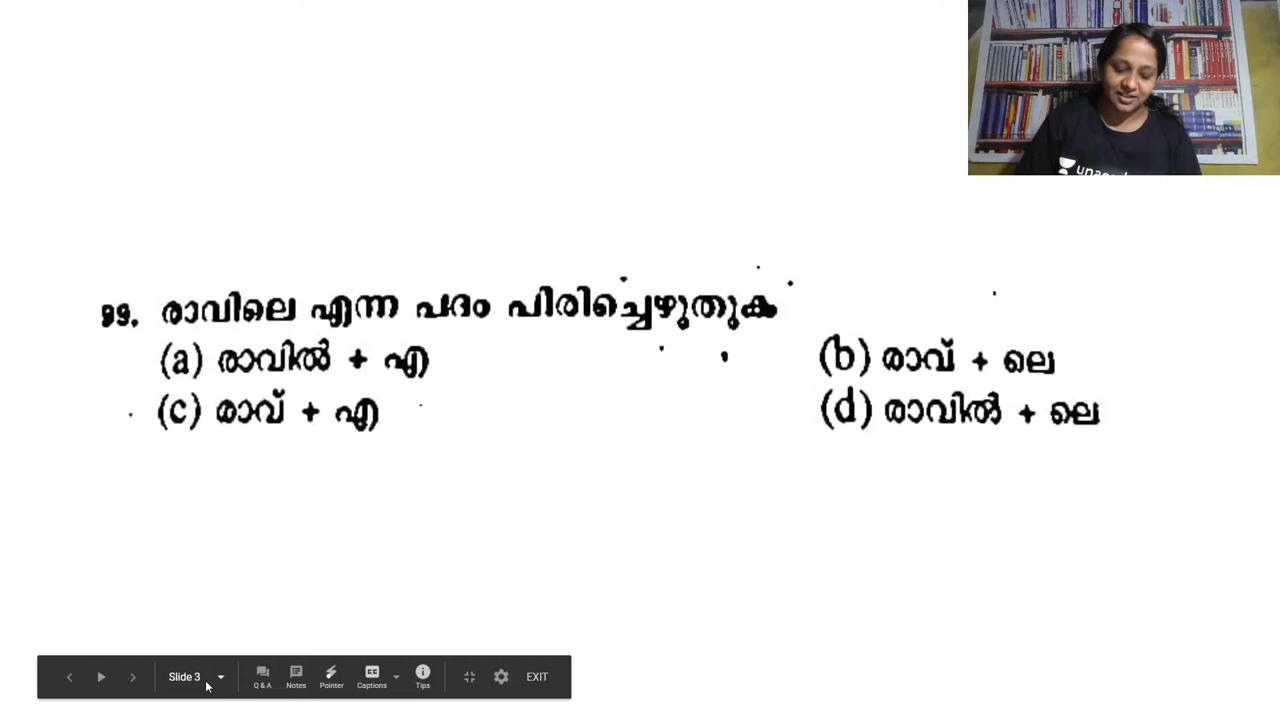 99. രാവിലെ എന്ന പദം പിരിച്ചെഴുതുക
(a) രാവിൽ + എ (b) രാവ് + ലെ
(c) രാവ് + എ (d) രാവിൽ + ലെ
Slide 3 Q & A Notes Pointer Captions Tips EXIT